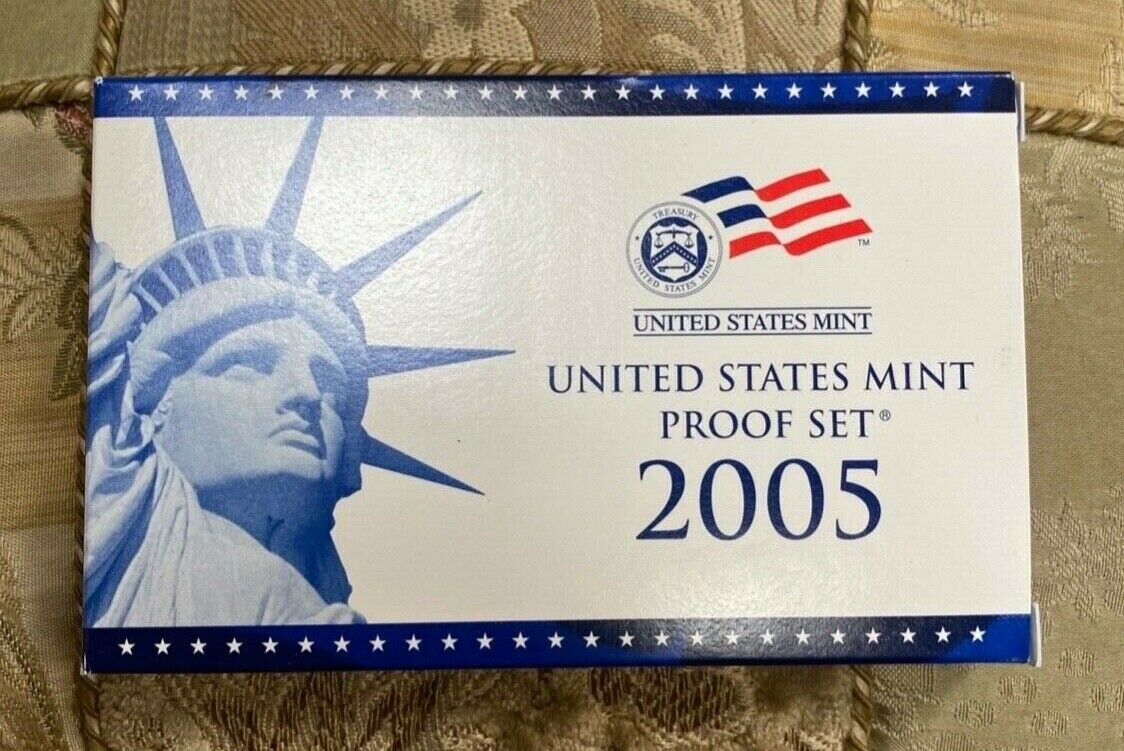 TREASURY
UNITED STATES MINT
TM
UNITED STATES MINT
UNITED STATES MINT
PROOF SET®
2005